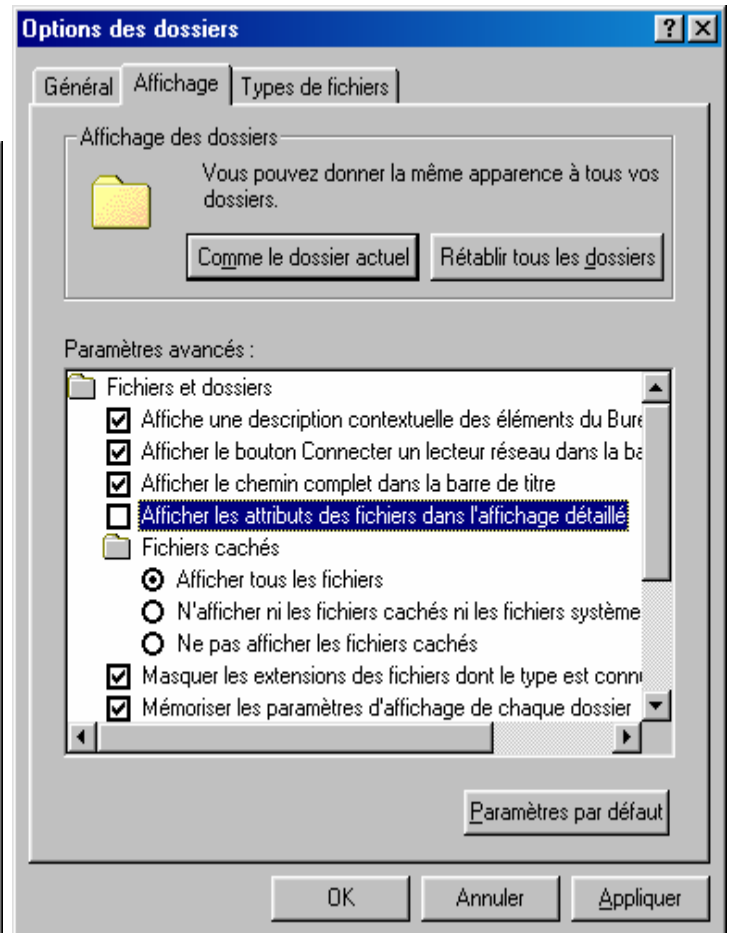 Options des dossiers
Général Affichage Types de fichiers
Affichage des dossiers
Vous pouvez donner la même apparence à tous vos
dossiers.
Comme le dossier actuel Rétablir tous les dossiers
Paramètres avancés :
Fichiers et dossiers
Affiche une description contextuelle des éléments du Bure
Afficher le bouton Connecter un lecteur réseau dans la ba
Afficher le chemin complet dans la barre de titre
Afficher les attributs des fichiers dans l'affichage détaillé
Fichiers cachés
Afficher tous les fichiers
N'afficher ni les fichiers cachés ni les fichiers système
Ne pas afficher les fichiers cachés
Masquer les extensions des fichiers dont le type est conn
Mémoriser les paramètres d'affichage de chaque dossier
Paramètres par défaut
OK Annuler Appliquer